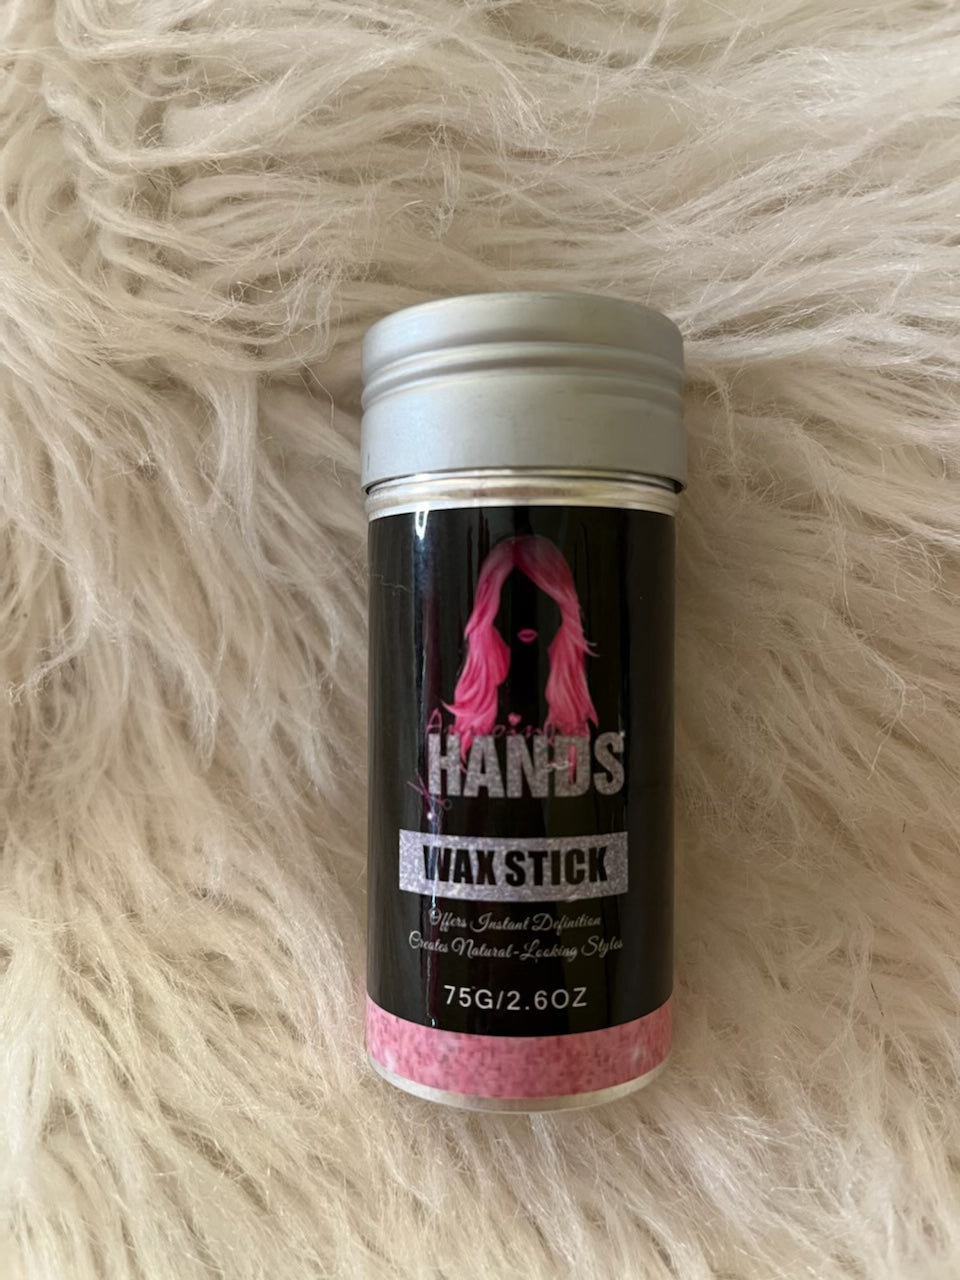 HANDS
WAX STICK
Offers Instant Definition
Creates Natural-Looking Styles
75G/2.6OZ